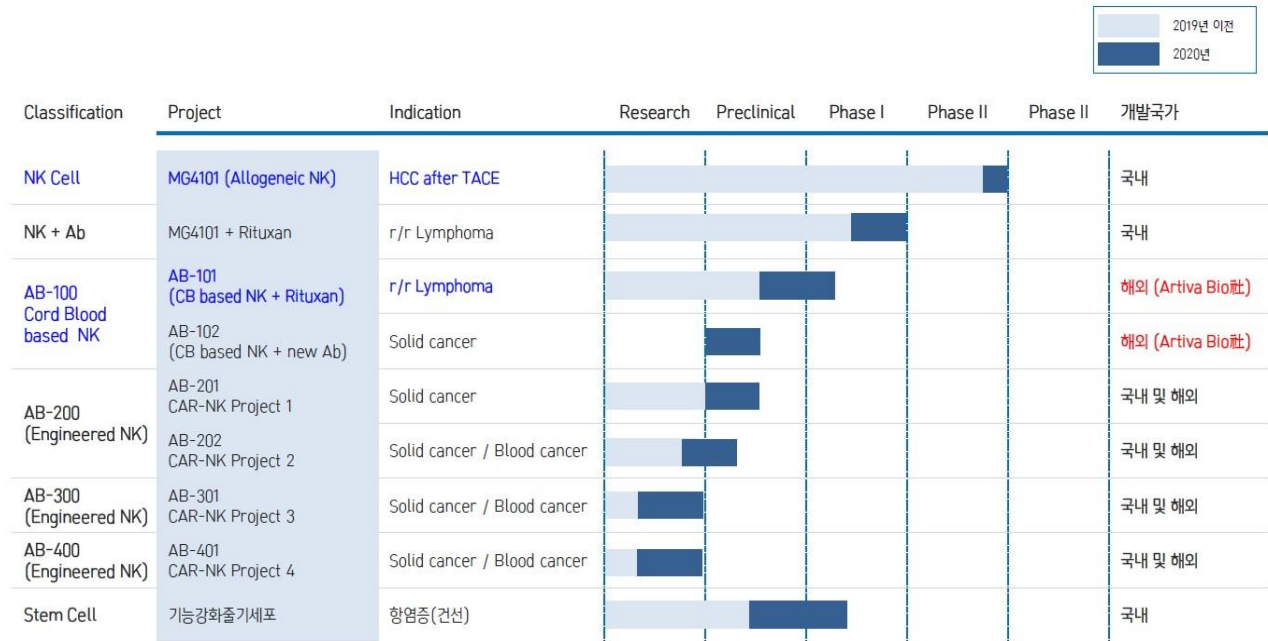 2019년 이전
2020년
Classification Project Indication Research Preclinical Phase I Phase II Phase II 개발국가
NK Cell MG4101 (Allogeneic NK) HCC after TACE 국내
NK + Ab MG4101 + Rituxan r/r Lymphoma 국내
AB-100
Cord Blood
based NK
AB-101
(CB based NK + Rituxan) r/r Lymphoma 해외 (Artiva Bio社)
AB-102
(CB based NK + new Ab) Solid cancer 해외 (Artiva Bio社)
AB-200
(Engineered NK)
AB-201
CAR-NK Project 1 Solid cancer 국내 및 해외
AB-202
CAR-NK Project 2 Solid cancer / Blood cancer 국내 및 해외
AB-300
(Engineered NK)
AB-301
CAR-NK Project 3 Solid cancer / Blood cancer 국내 및 해외
AB-400
(Engineered NK)
AB-401
CAR-NK Project 4 Solid cancer / Blood cancer 국내 및 해외
Stem Cell 기능강화줄기세포 항염증(건선) 국내